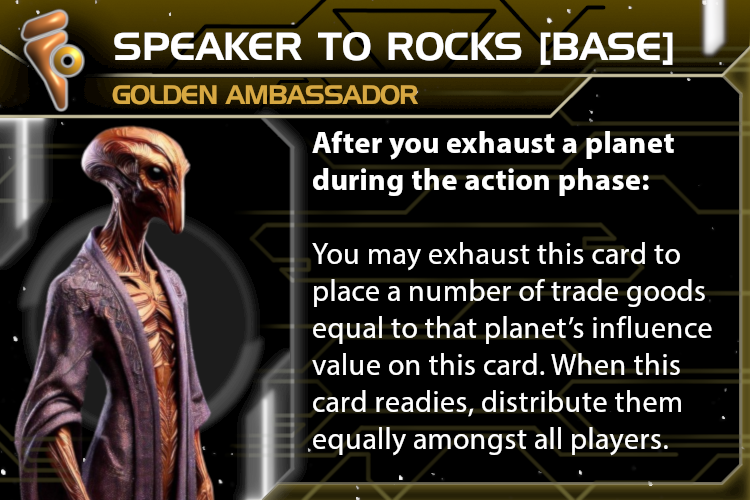 SPEAKER TO ROCKS [BASE]
GOLDEN AMBASSADOR
After you exhaust a planet
during the action phase:
You may exhaust this card to
place a number of trade goods
equal to that planet’s influence
value on this card. When this
card readies, distribute them
equally amongst all players.